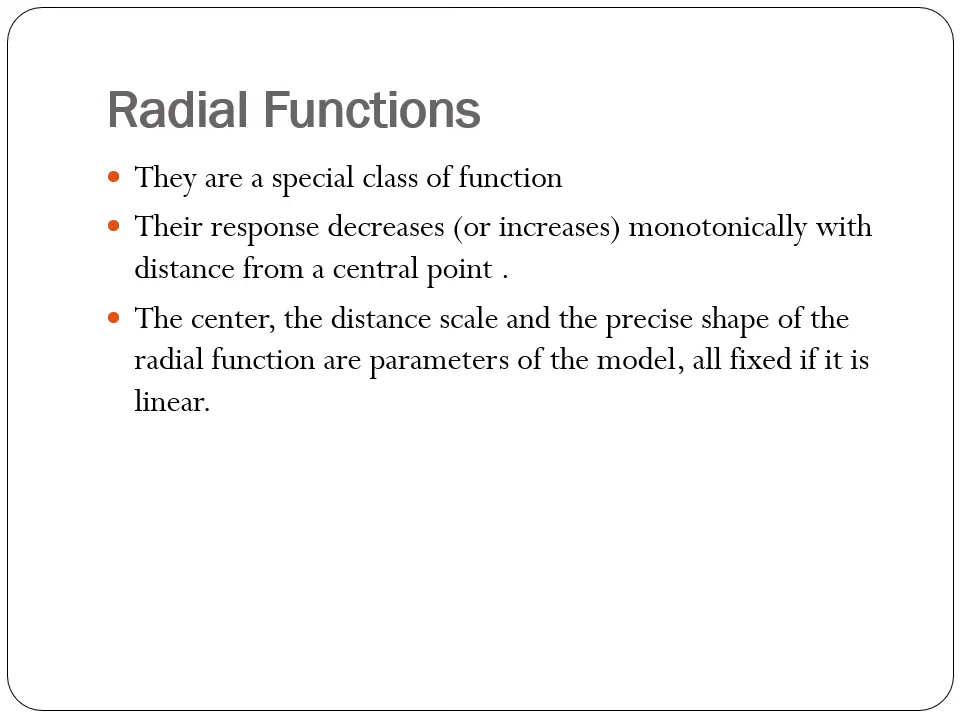 Radial Functions
• They are a special class of function
• Their response decreases (or increases) monotonically with
distance from a central point .
• The center, the distance scale and the precise shape of the
radial function are parameters of the model, all fixed if it is
linear.